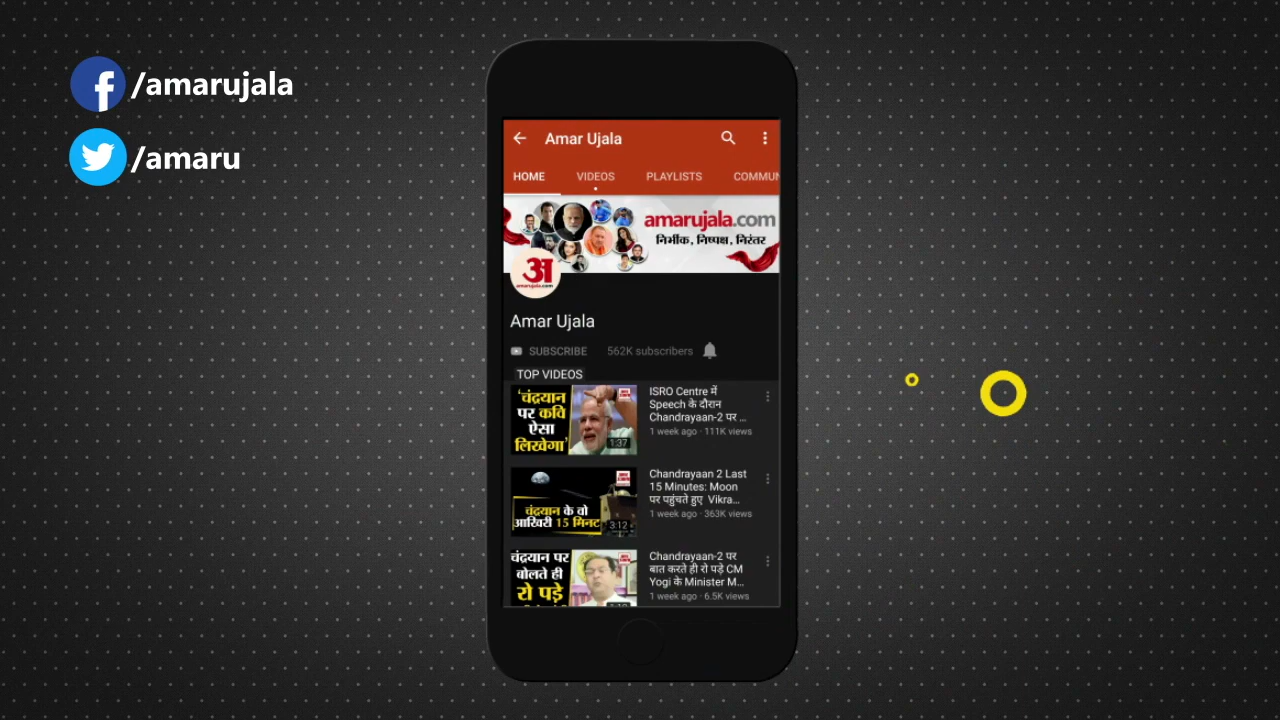 /amarujala
/amaru
Amar Ujala
HOME VIDEOS PLAYLISTS COMMUN
amarujala.com
निर्भीक, निष्पक्ष, निरंतर
अ
amarujala.com
Amar Ujala
SUBSCRIBE 562K subscribers
TOP VIDEOS
'चंद्रयान
पर कवि
ऐसा
लिखेगा'
1:37
ISRO Centre में
Speech के दौरान
Chandrayaan-2 पर ...
1 week ago · 111K views
चंद्रयान के वो
आखिरी 15 मिनट
3:12
Chandrayaan 2 Last
15 Minutes: Moon
पर पहुंचते हुए Vikra...
1 week ago · 363K views
चंद्रयान पर
बोलते ही
रो पड़े
Chandrayaan-2 पर
बात करते ही रो पड़े CM
Yogi के Minister M...
1 week ago · 6.5K views